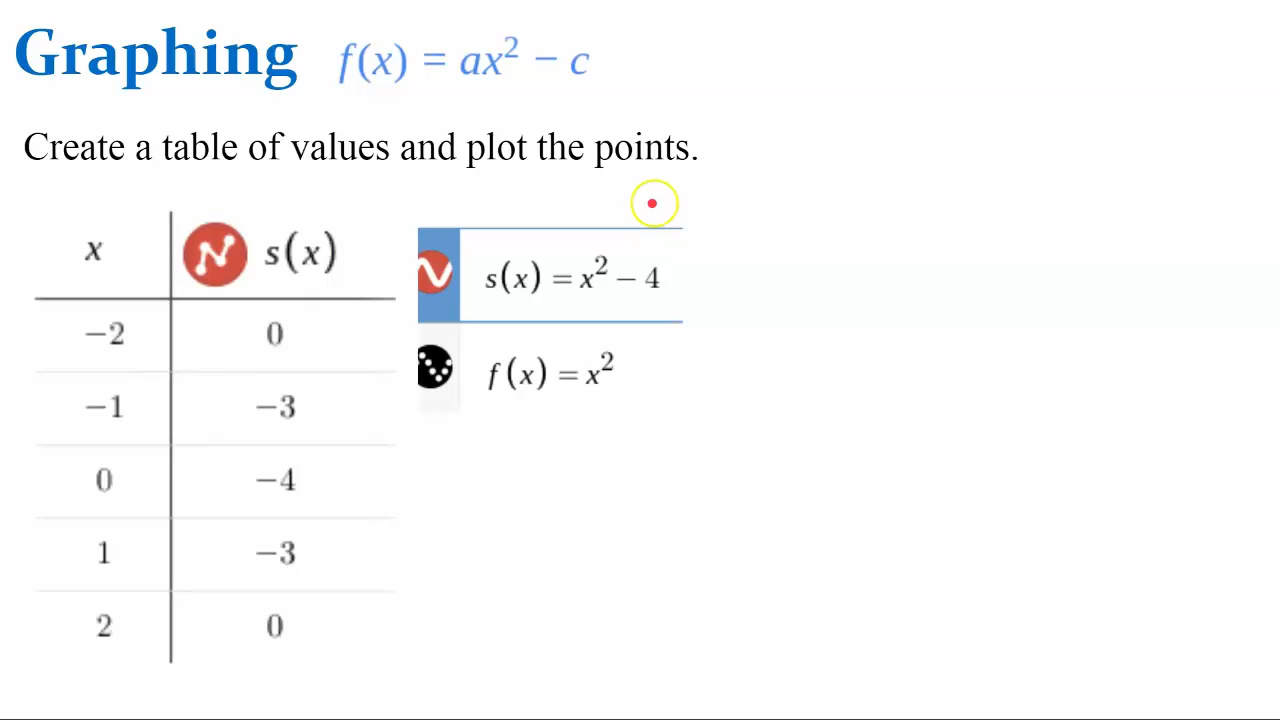 Graphing f(x) = ax² − c
Create a table of values and plot the points.
x s(x)
−2 0
−1 −3
0 −4
1 −3
2 0
s(x) = x² − 4
f(x) = x²